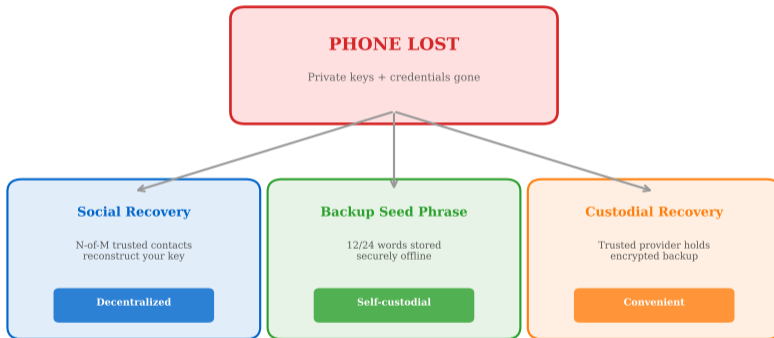 PHONE LOST
Private keys + credentials gone
Social Recovery
N-of-M trusted contacts
reconstruct your key
Decentralized
Backup Seed Phrase
12/24 words stored
securely offline
Self-custodial
Custodial Recovery
Trusted provider holds
encrypted backup
Convenient